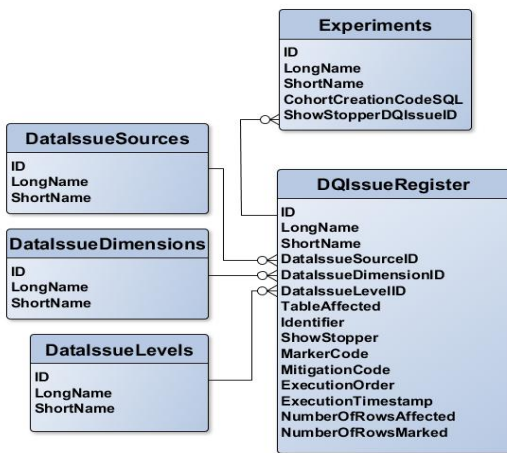 Experiments
ID
LongName
ShortName
CohortCreationCodeSQL
ShowStopperDQIssueID
DataIssueSources
ID
LongName
ShortName
DataIssueDimensions
ID
LongName
ShortName
DataIssueLevels
ID
LongName
ShortName
DQIssueRegister
ID
LongName
ShortName
DataIssueSourceID
DataIssueDimensionID
DataIssueLevelID
TableAffected
Identifier
ShowStopper
MarkerCode
MitigationCode
ExecutionOrder
ExecutionTimestamp
NumberOfRowsAffected
NumberOfRowsMarked